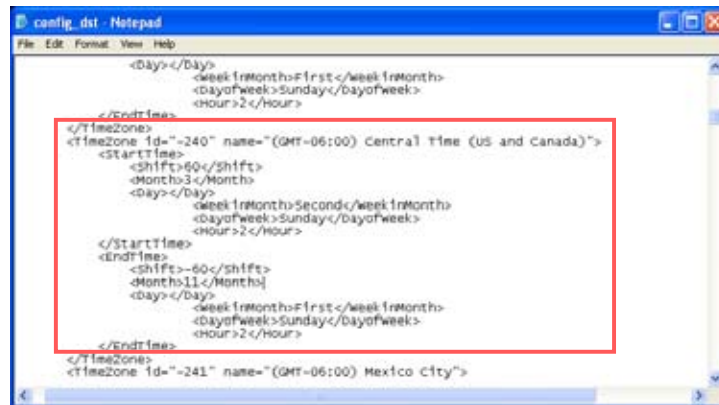 config_dst - Notepad
File Edit Format View Help
<Day></Day>
<WeekinMonth>First</WeekinMonth>
<DayofWeek>Sunday</DayofWeek>
<Hour>2</Hour>
</EndTime>
</TimeZone>
<TimeZone id="-240" name="(GMT-06:00) Central Time (US and Canada)">
<StartTime>
<Shift>60</Shift>
<Month>3</Month>
<Day></Day>
<WeekinMonth>Second</WeekinMonth>
<DayofWeek>Sunday</DayofWeek>
<Hour>2</Hour>
</StartTime>
<EndTime>
<Shift>-60</Shift>
<Month>11</Month>
<Day></Day>
<WeekinMonth>First</WeekinMonth>
<DayofWeek>Sunday</DayofWeek>
<Hour>2</Hour>
</EndTime>
</TimeZone>
<TimeZone id="-241" name="(GMT-06:00) Mexico City">